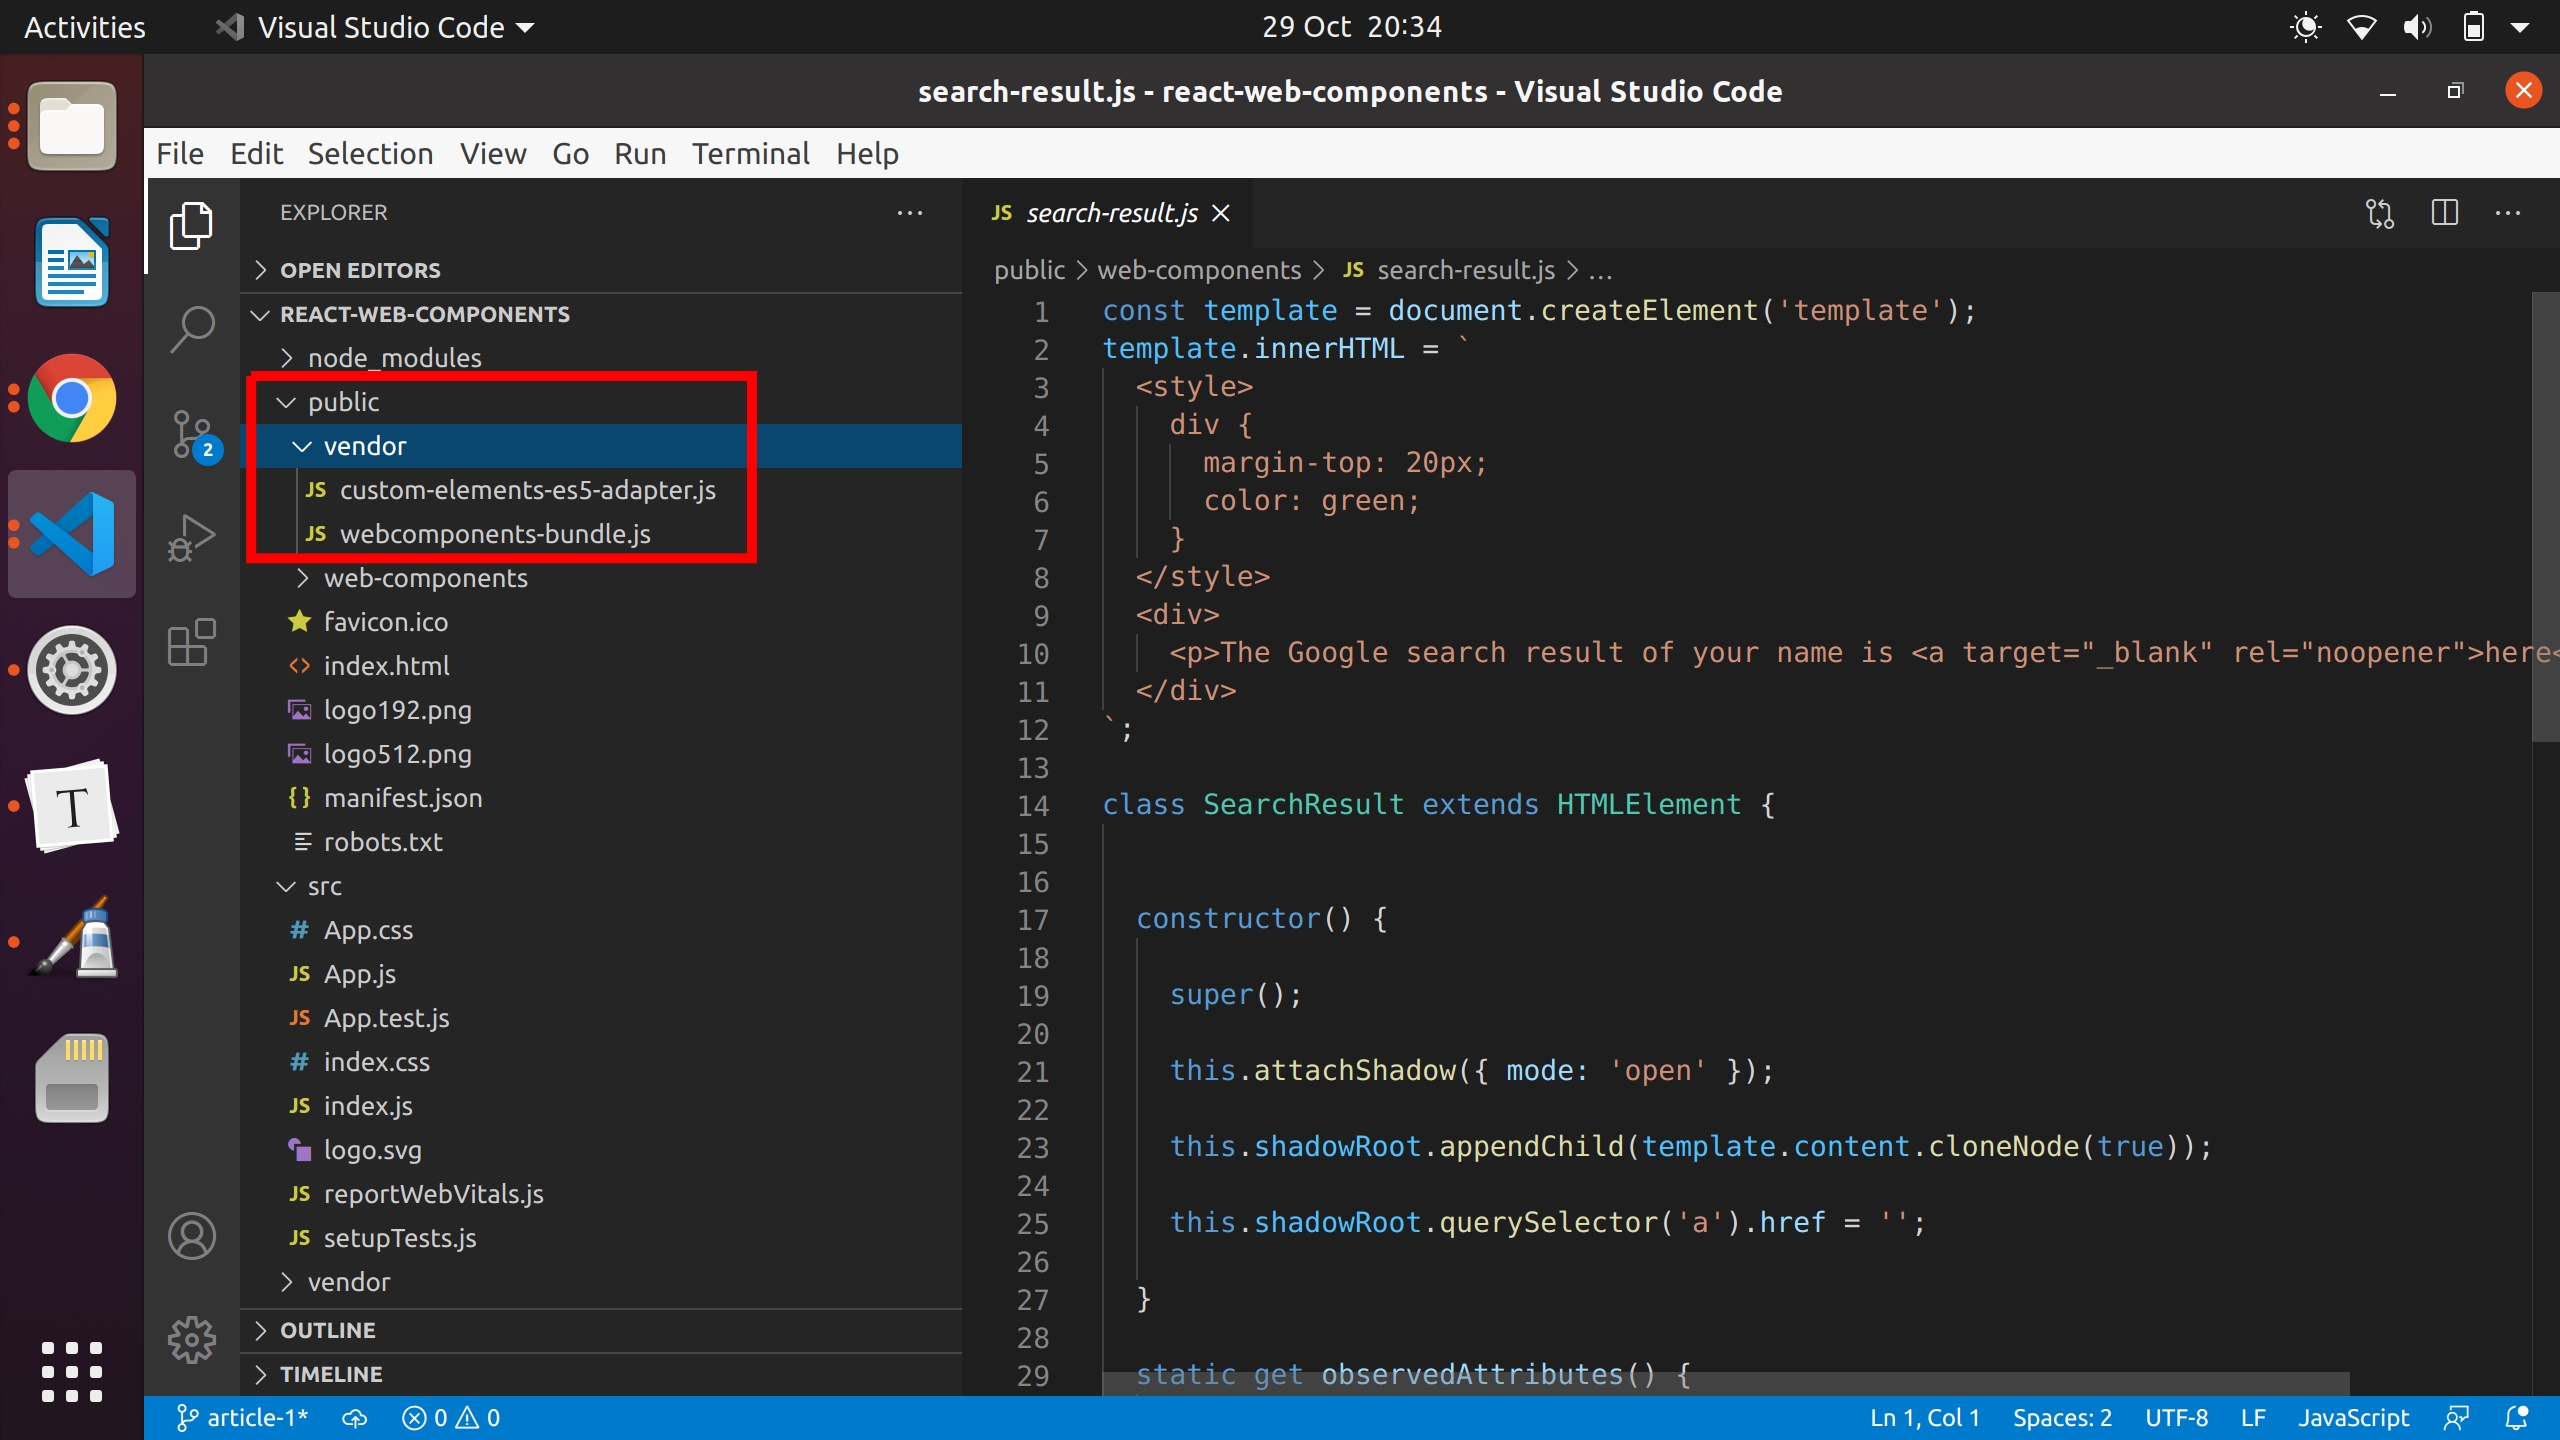 Activities
Visual Studio Code
29 Oct 20:34
search-result.js - react-web-components - Visual Studio Code
File Edit Selection View Go Run Terminal Help
EXPLORER
OPEN EDITORS
REACT-WEB-COMPONENTS
node_modules
public
vendor
JS custom-elements-es5-adapter.js
JS webcomponents-bundle.js
web-components
favicon.ico
<> index.html
logo192.png
logo512.png
{} manifest.json
robots.txt
src
# App.css
JS App.js
JS App.test.js
# index.css
JS index.js
logo.svg
JS reportWebVitals.js
JS setupTests.js
vendor
OUTLINE
TIMELINE
2
T
JS search-result.js
public > web-components > JS search-result.js > ...
1 const template = document.createElement('template');
2 template.innerHTML = `
3 <style>
4 div {
5 margin-top: 20px;
6 color: green;
7 }
8 </style>
9 <div>
10 <p>The Google search result of your name is <a target="_blank" rel="noopener">here<
11 </div>
12 `;
13
14 class SearchResult extends HTMLElement {
15
16
17 constructor() {
18
19 super();
20
21 this.attachShadow({ mode: 'open' });
22
23 this.shadowRoot.appendChild(template.content.cloneNode(true));
24
25 this.shadowRoot.querySelector('a').href = '';
26
27 }
28
29 static get observedAttributes() {
article-1* 0 0
Ln 1, Col 1 Spaces: 2 UTF-8 LF JavaScript